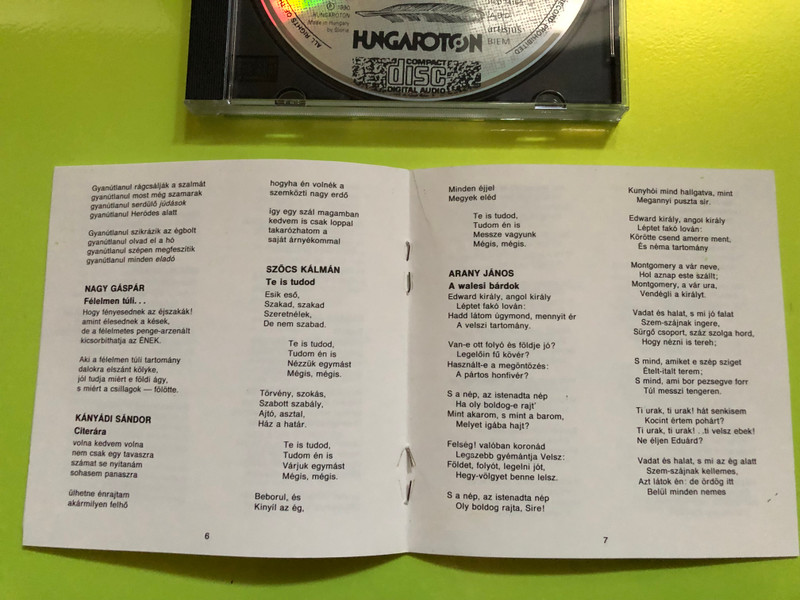 ALL RIGHTS OF THE
℗ 1990
HUNGAROTON
Made in Hungary
artisjus
BIEM
RECORD PROHIBITED
HUNGAROTON
COMPACT
disc
DIGITAL AUDIO
Gyanútlanul rágcsálják a szalmát
gyanútlanul most még szamarak
gyanútlanul serdülő júdások
gyanútlanul Heródes alatt
Gyanútlanul szikrázik az égbolt
gyanútlanul olvad el a hó
gyanútlanul szépen megfeszítik
gyanútlanul minden eladó
NAGY GÁSPÁR
Félelmen túli. . .
Hogy fényesednek az éjszakák!
amint élesednek a kések,
de a félelmetes penge-arzenált
kicsorbíthatja az ÉNEK.
Aki a félelmen túli tartomány
dalokra elszánt kölyke,
jól tudja miért e földi ágy,
s miért a csillagok — fölötte.
KÁNYÁDI SÁNDOR
Citerára
volna kedvem volna
nem csak egy tavaszra
számat se nyitanám
sohasem panaszra
ülhetne énrajtam
akármilyen felhő
hogyha én volnék a
szemközti nagy erdő
így egy szál magamban
kedvem is csak loppal
takarózhatom a
saját árnyékommal
SZŐCS KÁLMÁN
Te is tudod
Esik eső,
Szakad, szakad
Szeretnélek,
De nem szabad.
Te is tudod,
Tudom én is
Nézzük egymást
Mégis, mégis.
Törvény, szokás,
Szabott szabály,
Ajtó, asztal,
Ház a határ.
Te is tudod,
Tudom én is
Várjuk egymást
Mégis, mégis.
Beborul, és
Kinyíl az ég,
6
Minden éjjel
Megyek eléd
Te is tudod,
Tudom én is
Messze vagyunk
Mégis, mégis.
ARANY JÁNOS
A walesi bárdok
Edward király, angol király
Léptet fakó lován:
Hadd látom úgymond, mennyit ér
A velszi tartomány.
Van-e ott folyó és földje jó?
Legelőin fű kövér?
Használt-e a megöntözés:
A pártos honfivér?
S a nép, az istenadta nép
Ha oly boldog-e rajt'
Mint akarom, s mint a barom,
Melyet igába hajt?
Felség! valóban koronád
Legszebb gyémántja Velsz:
Földet, folyót, legelni jót,
Hegy-völgyet benne lelsz.
S a nép, az istenadta nép
Oly boldog rajta, Sire!
Kunyhói mind hallgatva, mint
Megannyi puszta sír.
Edward király, angol király
Léptet fakó lován:
Körötte csend amerre ment,
És néma tartomány
Montgomery a vár neve,
Hol aznap este szállt;
Montgomery, a vár ura,
Vendégli a királyt.
Vadat és halat, s mi jó falat
Szem-szájnak ingere,
Sürgő csoport, száz szolga hord,
Hogy nézni is tereh;
S mind, amiket e szép sziget
Ételt-italt terem;
S mind, ami bor pezsegve forr
Túl messzi tengeren.
Ti urak, ti urak! hát senkisem
Kocint értem pohárt?
Ti urak, ti urak! . .ti velsz ebek!
Ne éljen Eduárd?
Vadat és halat, s mi az ég alatt
Szem-szájnak kellemes,
Azt látok én: de ördög itt
Belül minden nemes
7